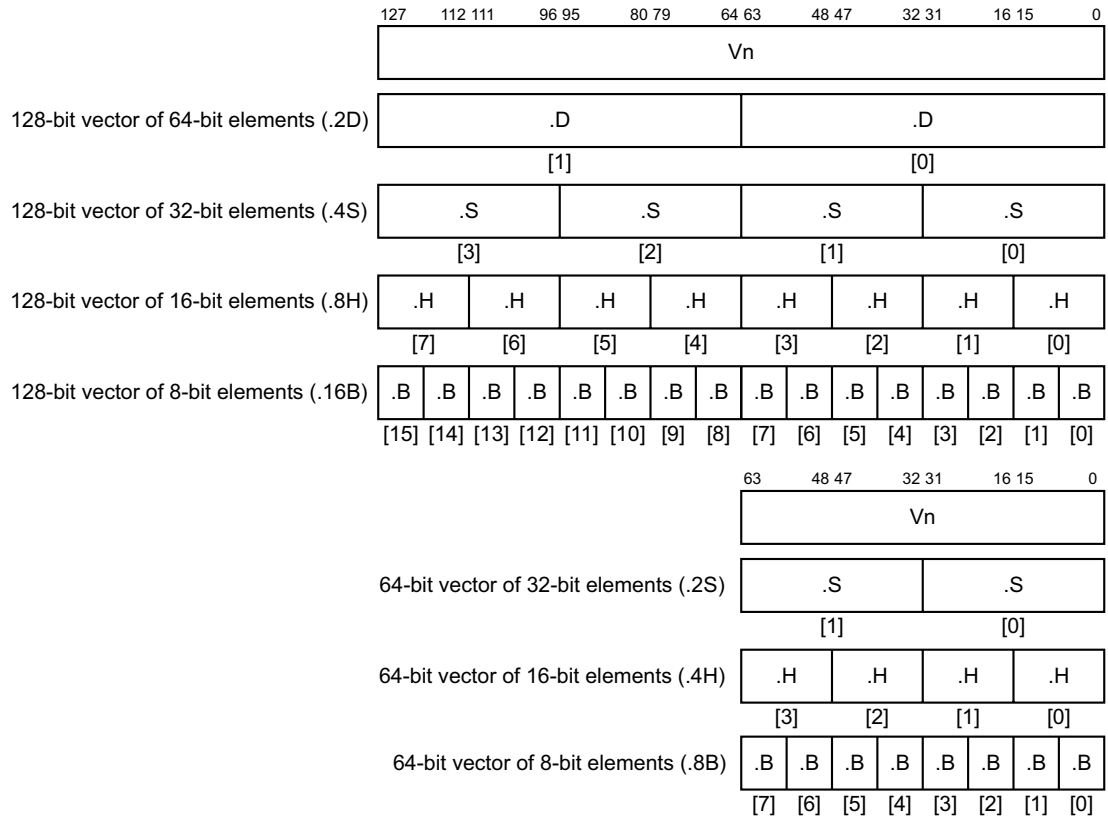 127 112 111 96 95 80 79 64 63 48 47 32 31 16 15 0
Vn
128-bit vector of 64-bit elements (.2D) .D .D
[1] [0]
128-bit vector of 32-bit elements (.4S) .S .S .S .S
[3] [2] [1] [0]
128-bit vector of 16-bit elements (.8H) .H .H .H .H .H .H .H .H
[7] [6] [5] [4] [3] [2] [1] [0]
128-bit vector of 8-bit elements (.16B) .B .B .B .B .B .B .B .B .B .B .B .B .B .B .B .B
[15] [14] [13] [12] [11] [10] [9] [8] [7] [6] [5] [4] [3] [2] [1] [0]
63 48 47 32 31 16 15 0
Vn
64-bit vector of 32-bit elements (.2S) .S .S
[1] [0]
64-bit vector of 16-bit elements (.4H) .H .H .H .H
[3] [2] [1] [0]
64-bit vector of 8-bit elements (.8B) .B .B .B .B .B .B .B .B
[7] [6] [5] [4] [3] [2] [1] [0]